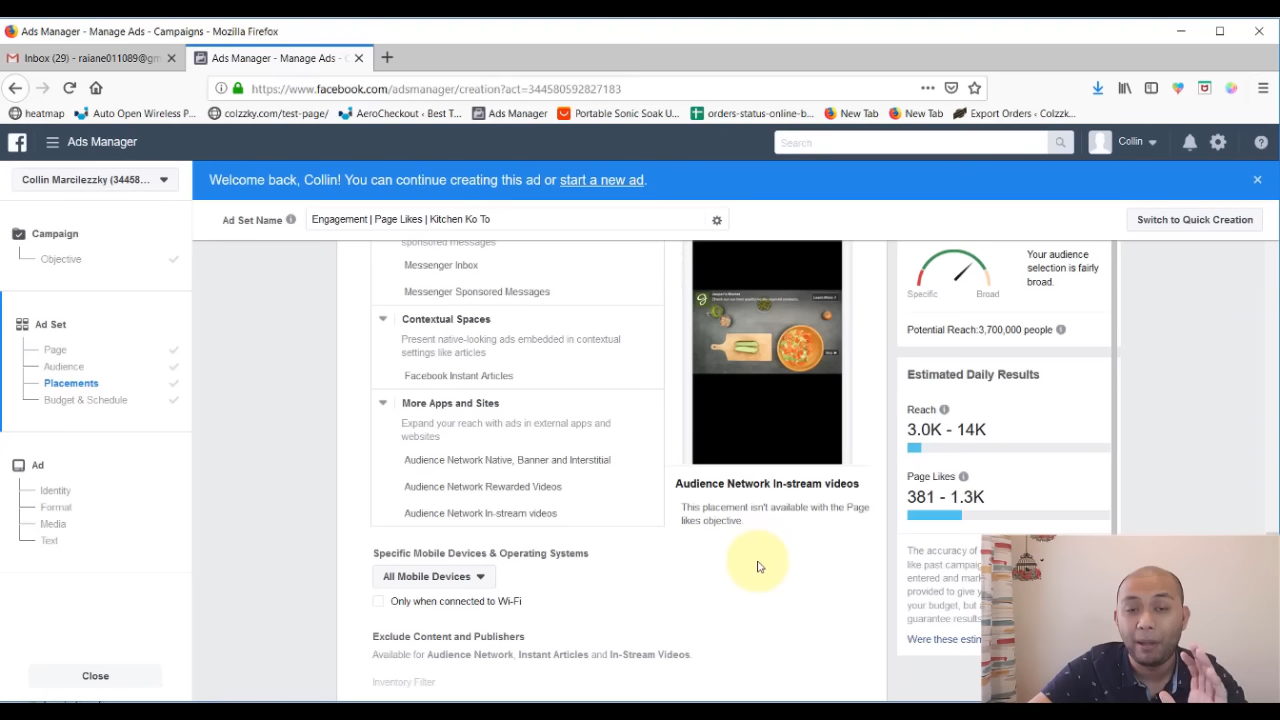 Ads Manager - Manage Ads - Campaigns - Mozilla Firefox
Inbox (29) - raiane011089@gm
Ads Manager - Manage Ads - C
https://www.facebook.com/adsmanager/creation?act=344580592827183
heatmap
Auto Open Wireless P...
colzzky.com/test-page/
AeroCheckout ‹ Best T...
Ads Manager
Portable Sonic Soak U...
orders-status-online-b...
New Tab
New Tab
Export Orders ‹ Colzzk...
Ads Manager
Search
Collin
Collin Marcilezzky (34458...
Welcome back, Collin! You can continue creating this ad or start a new ad.
Ad Set Name
Engagement | Page Likes | Kitchen Ko To
Switch to Quick Creation
Campaign
Objective
Ad Set
Page
Audience
Placements
Budget & Schedule
Ad
Identity
Format
Media
Text
Close
sponsored messages
Messenger Inbox
Messenger Sponsored Messages
Contextual Spaces
Present native-looking ads embedded in contextual
settings like articles
Facebook Instant Articles
More Apps and Sites
Expand your reach with ads in external apps and
websites
Audience Network Native, Banner and Interstitial
Audience Network Rewarded Videos
Audience Network In-stream videos
Audience Network In-stream videos
This placement isn't available with the Page
likes objective.
Specific Mobile Devices & Operating Systems
All Mobile Devices
Only when connected to Wi-Fi
Exclude Content and Publishers
Available for Audience Network, Instant Articles and In-Stream Videos.
Inventory Filter
Specific
Broad
Your audience
selection is fairly
broad.
Potential Reach:3,700,000 people
Estimated Daily Results
Reach
3.0K - 14K
Page Likes
381 - 1.3K
The accuracy of
like past campaig
entered and mark
provided to give y
your budget, but
guarantee results
Were these estim